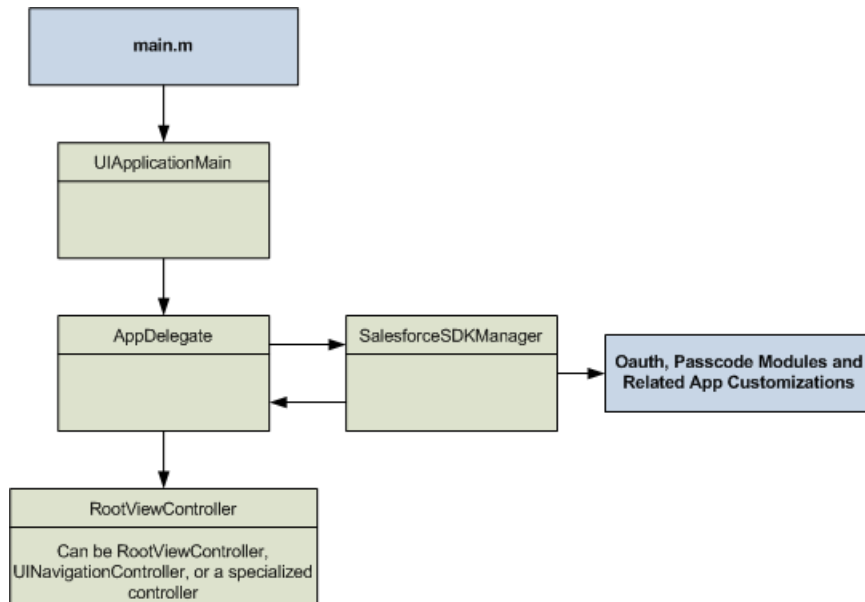 main.m
UIApplicationMain
AppDelegate
SalesforceSDKManager
Oauth, Passcode Modules and
Related App Customizations
RootViewController
Can be RootViewController,
UINavigationController, or a specialized
controller